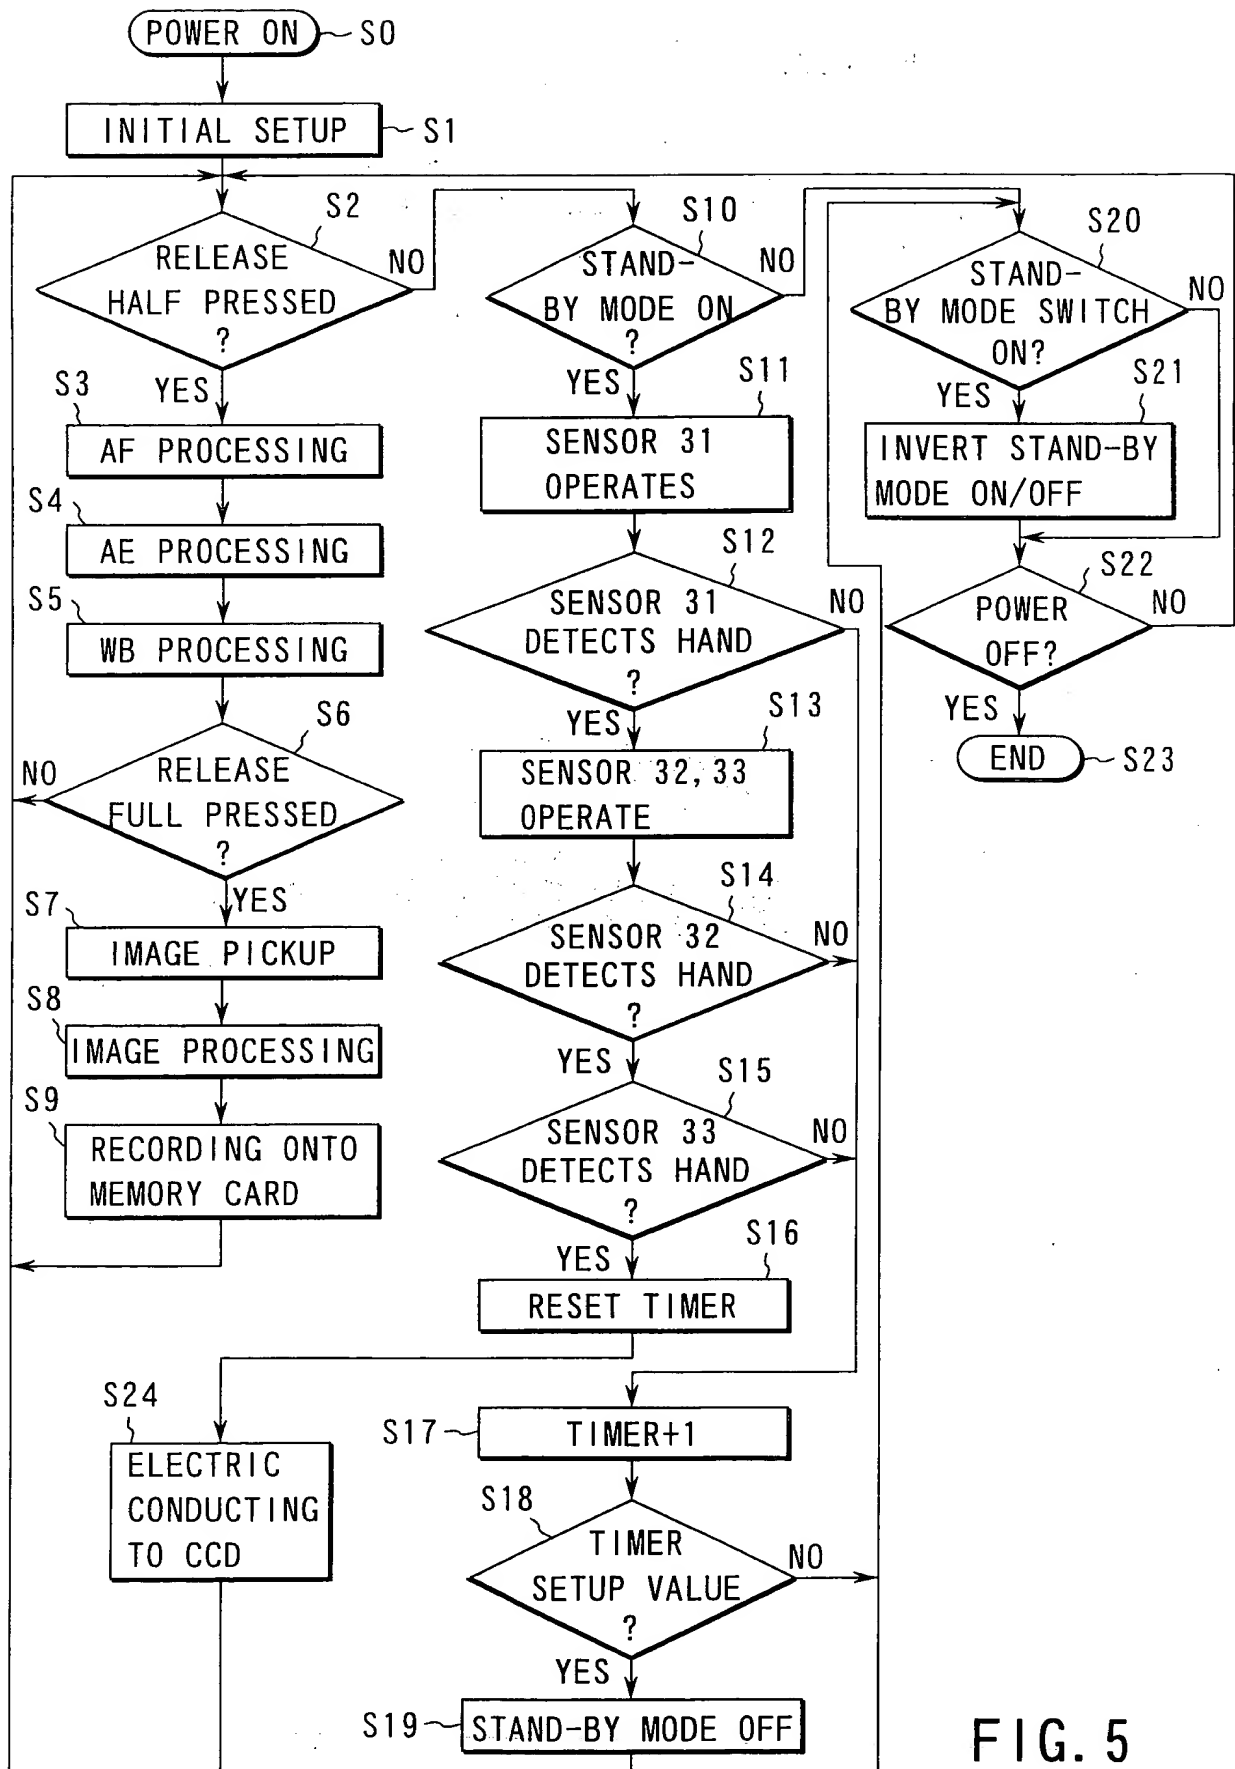 POWER ON
S0
INITIAL SETUP
S1
S2
RELEASE
HALF PRESSED
?
NO
YES
S3
AF PROCESSING
S4
AE PROCESSING
S5
WB PROCESSING
S6
NO
RELEASE
FULL PRESSED
?
YES
S7
IMAGE PICKUP
S8
IMAGE PROCESSING
S9
RECORDING ONTO
MEMORY CARD
S10
STAND-
BY MODE ON
?
NO
YES
S11
SENSOR 31
OPERATES
S12
SENSOR 31
DETECTS HAND
?
NO
YES
S13
SENSOR 32,33
OPERATE
S14
SENSOR 32
DETECTS HAND
?
NO
YES
S15
SENSOR 33
DETECTS HAND
?
NO
YES
S16
RESET TIMER
S24
ELECTRIC
CONDUCTING
TO CCD
S17
TIMER+1
S18
TIMER
SETUP VALUE
?
NO
YES
S19
STAND-BY MODE OFF
S20
STAND-
BY MODE SWITCH
ON?
NO
YES
S21
INVERT STAND-BY
MODE ON/OFF
S22
POWER
OFF?
NO
YES
END
S23
FIG. 5